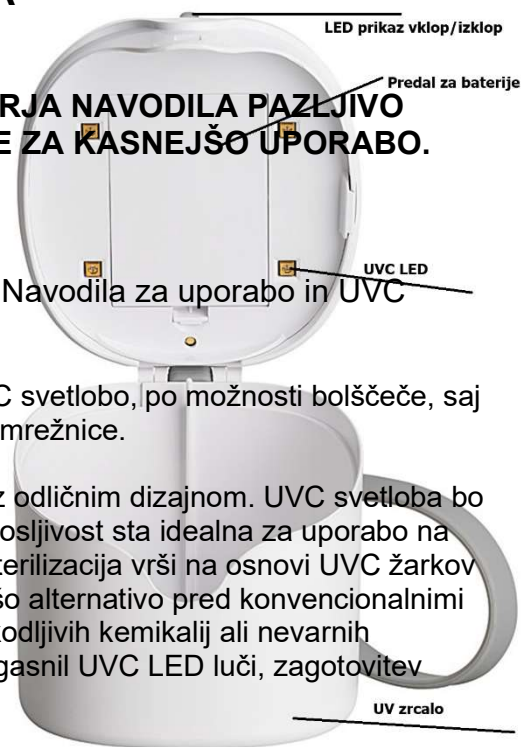 LED prikaz vklop/izklop
Predal za baterije
RJA NAVODILA PAZLJIVO
E ZA KASNEJŠO UPORABO.
UVC LED
Navodila za uporabo in UVC
C svetlobo, po možnosti bolščeče, saj
mrežnice.
z odličnim dizajnom. UVC svetloba bo
osljivost sta idealna za uporabo na
terilizacija vrši na osnovi UVC žarkov
šo alternativo pred konvencionalnimi
kodljivih kemikalij ali nevarnih
gasnil UVC LED luči, zagotovitev
UV zrcalo